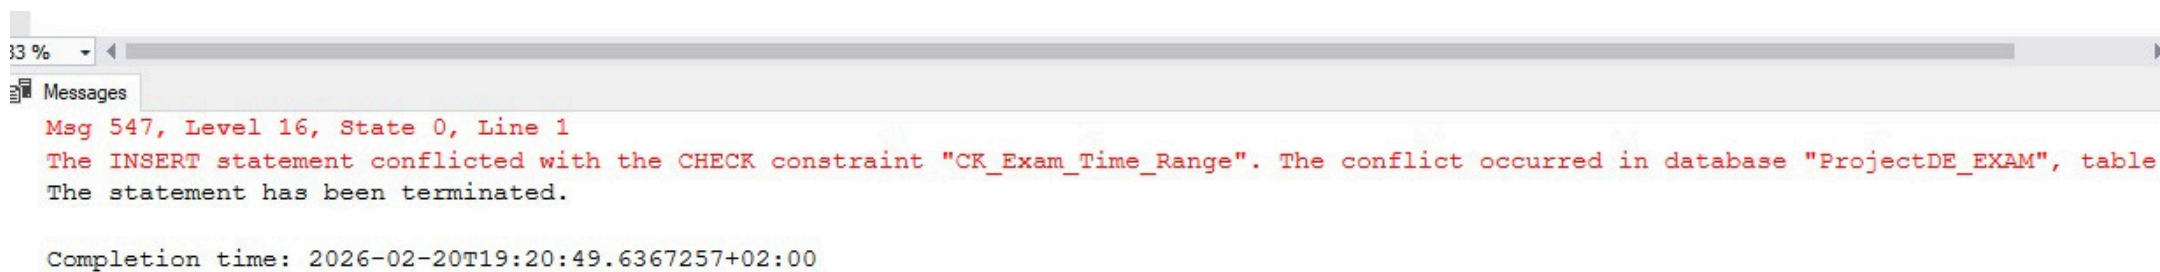 33 %
Messages
Msg 547, Level 16, State 0, Line 1
The INSERT statement conflicted with the CHECK constraint "CK_Exam_Time_Range". The conflict occurred in database "ProjectDE_EXAM", table
The statement has been terminated.
Completion time: 2026-02-20T19:20:49.6367257+02:00